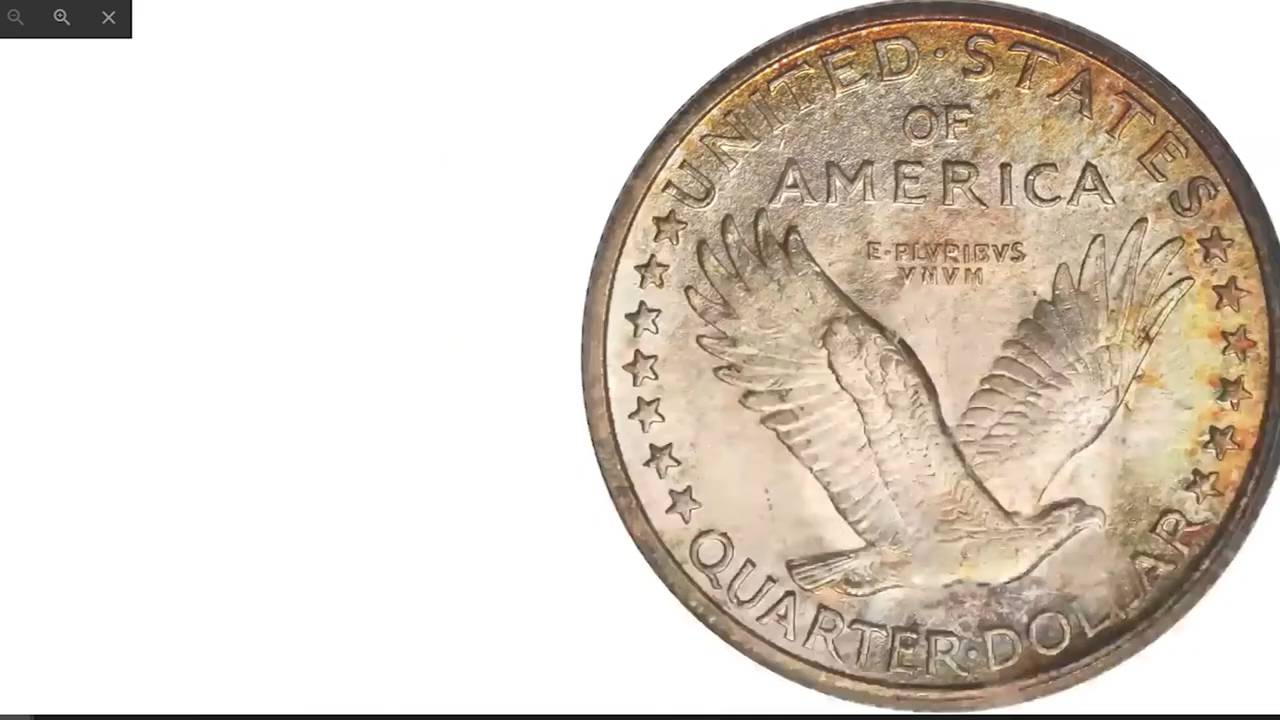 UNITED·STATES
OF
AMERICA
E·PLVRIBVS
VNVM
QUARTER·DOLLAR